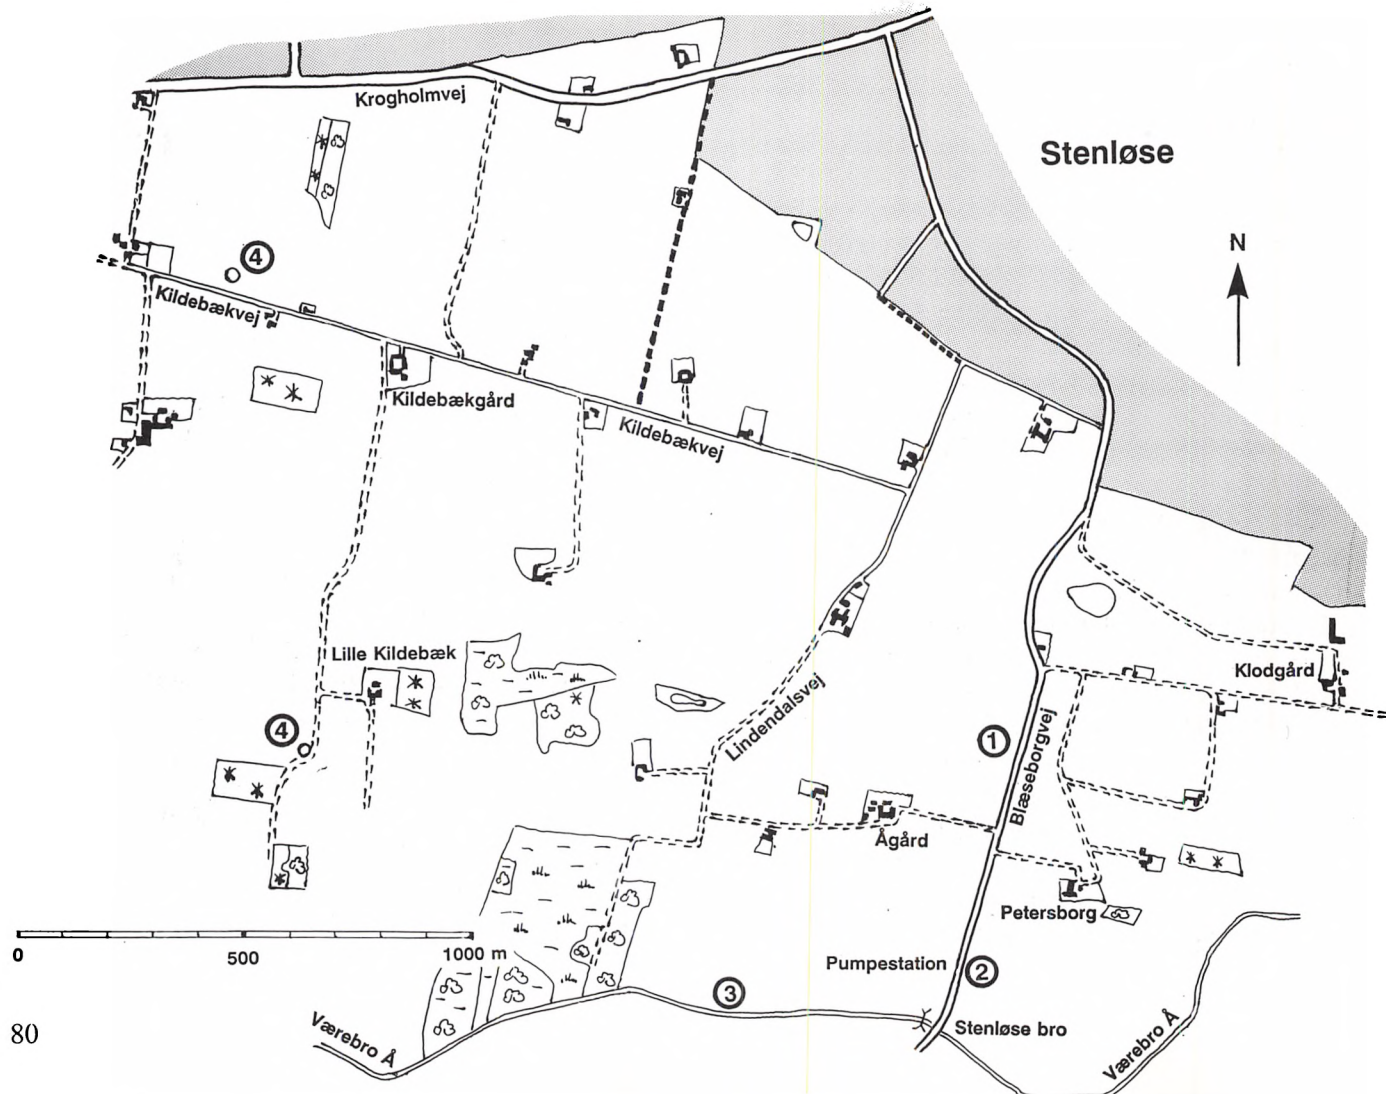 Krogholmvej
Stenløse
N
4
Kildebækvej
Kildebækgård
Kildebækvej
Lille Kildebæk
Klodgård
4
Lindendalsvej
1
Blæseborgvej
Ågård
Petersborg
0
500
1000 m
Pumpestation
2
3
80
Værebro Å
Stenløse bro
Værebro Å